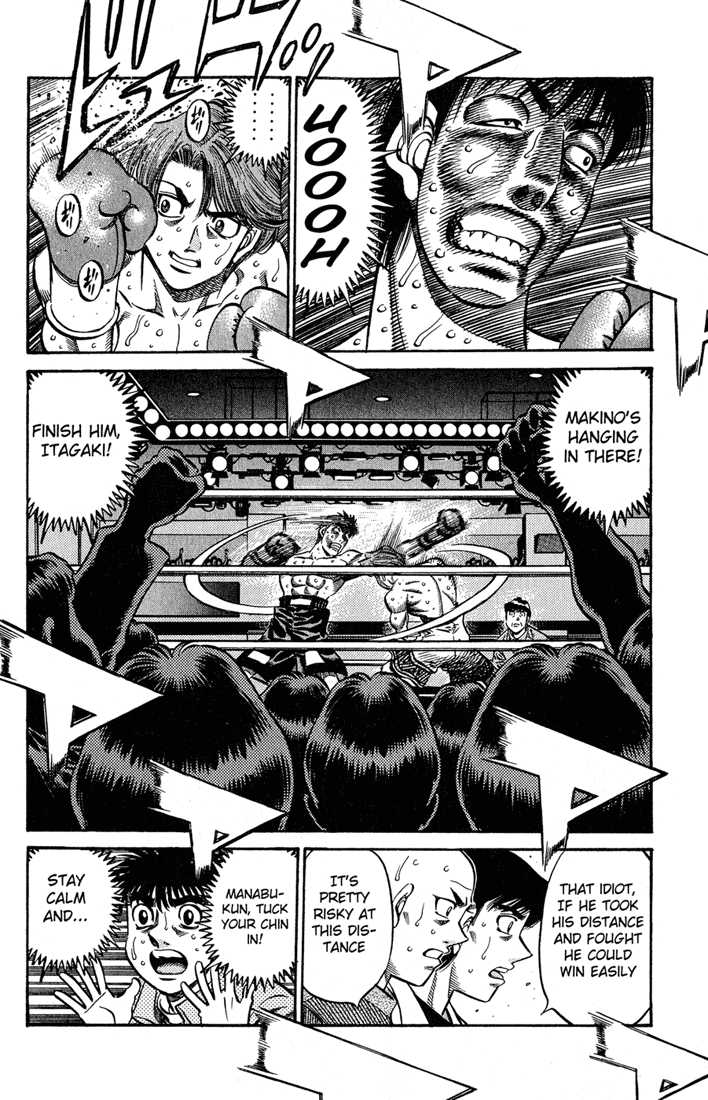 UOOOH
......
MAKINO'S
HANGING
IN THERE!
FINISH HIM,
ITAGAKI!
THAT IDIOT,
IF HE TOOK
HIS DISTANCE
AND FOUGHT
HE COULD
WIN EASILY
IT'S
PRETTY
RISKY AT
THIS DIS-
TANCE
MANABU-
KUN, TUCK
YOUR CHIN
IN!
STAY
CALM
AND...